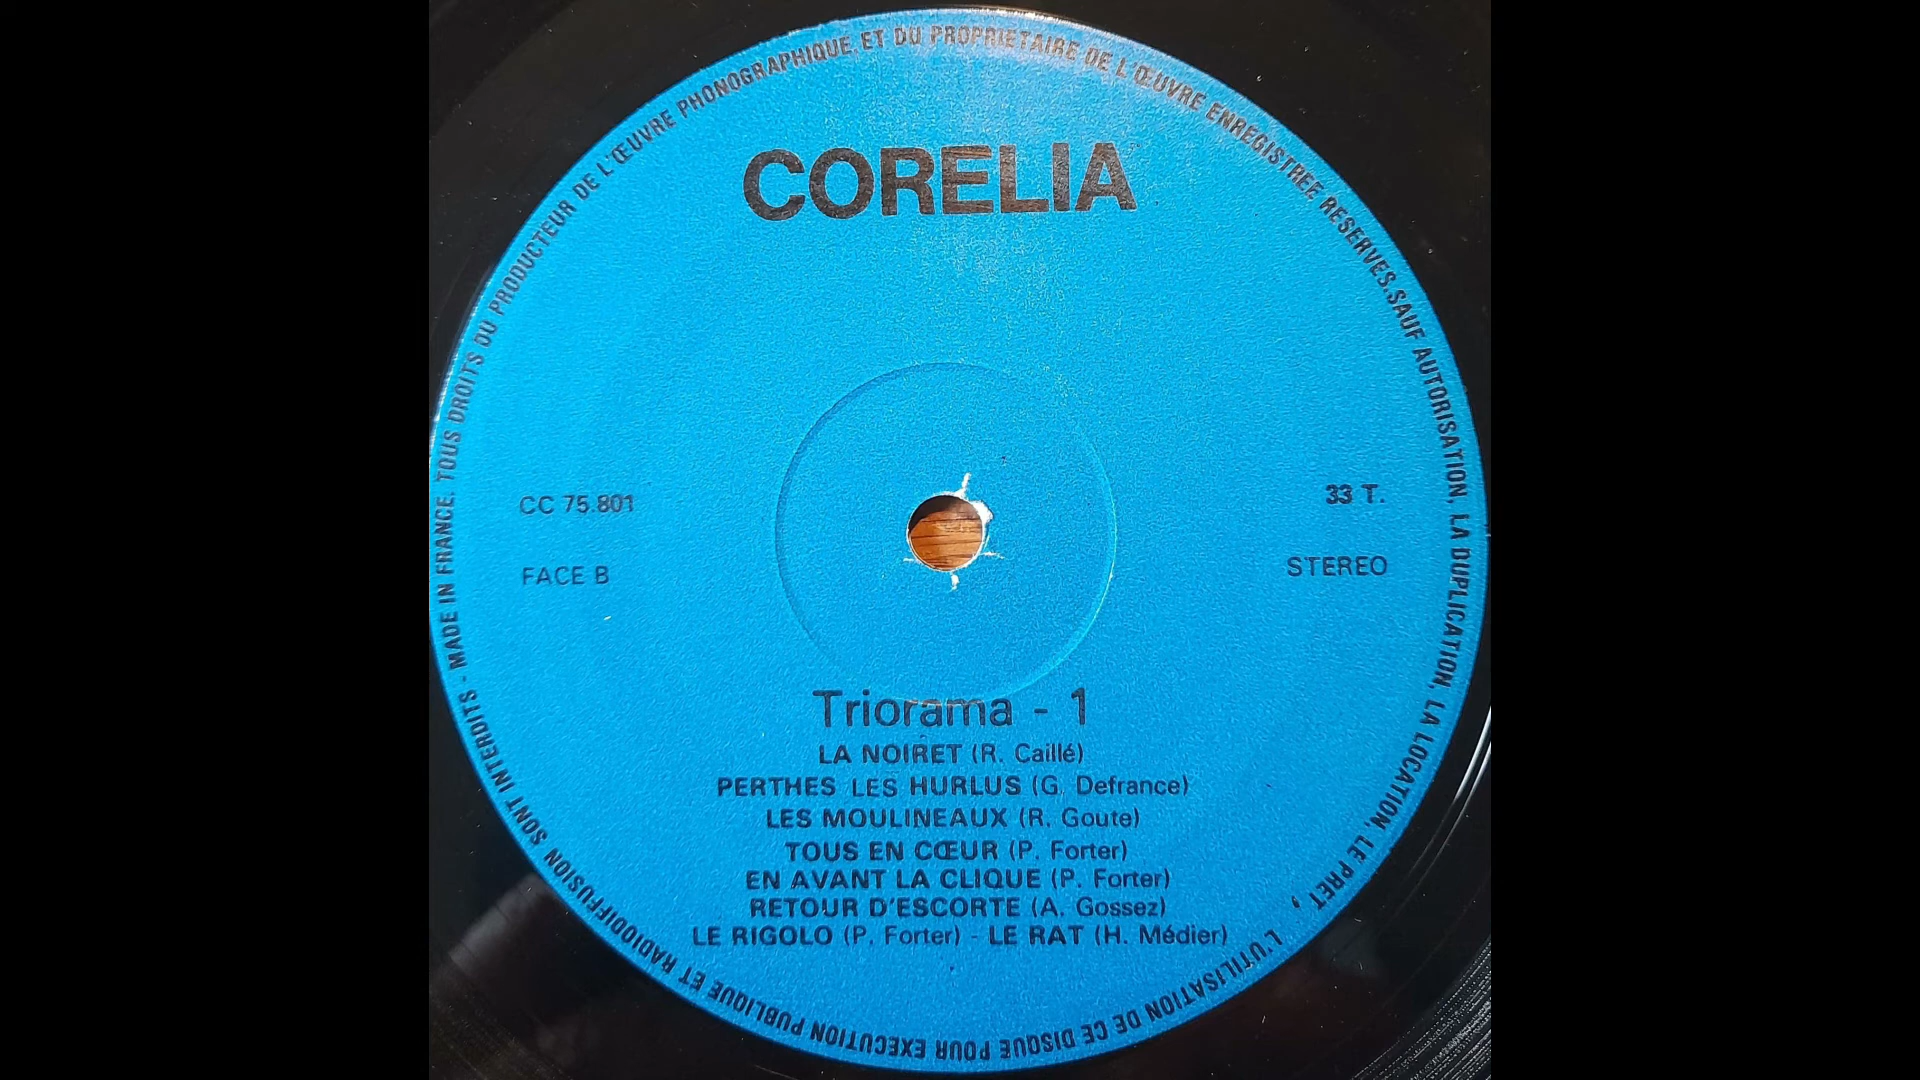 MADE IN FRANCE. TOUS DROITS DU PRODUCTEUR DE L'ŒUVRE PHONOGRAPHIQUE ET DU PROPRIETAIRE DE L'ŒUVRE ENREGISTREE RESERVES. SAUF AUTORISATION, LA DUPLICATION, LA LOCATION, LE PRET, L'UTILISATION DE CE DISQUE POUR EXECUTION PUBLIQUE ET RADIODIFFUSION SONT INTERDITS -
CORELIA
CC 75.801
33 T.
FACE B
STEREO
Triorama - 1
LA NOIRET (R. Caillé)
PERTHES LES HURLUS (G. Defrance)
LES MOULINEAUX (R. Goute)
TOUS EN CŒUR (P. Forter)
EN AVANT LA CLIQUE (P. Forter)
RETOUR D'ESCORTE (A. Gossez)
LE RIGOLO (P. Forter) - LE RAT (H. Médier)